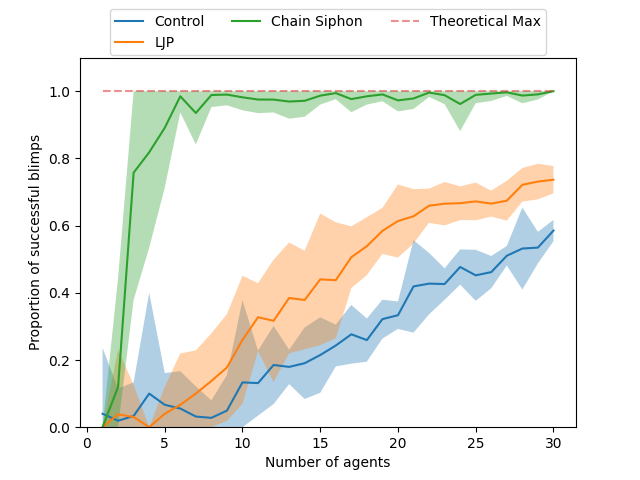 Control
LJP
Chain Siphon
Theoretical Max
Proportion of successful blimps
1.0
0.8
0.6
0.4
0.2
0.0
0 5 10 15 20 25 30
Number of agents